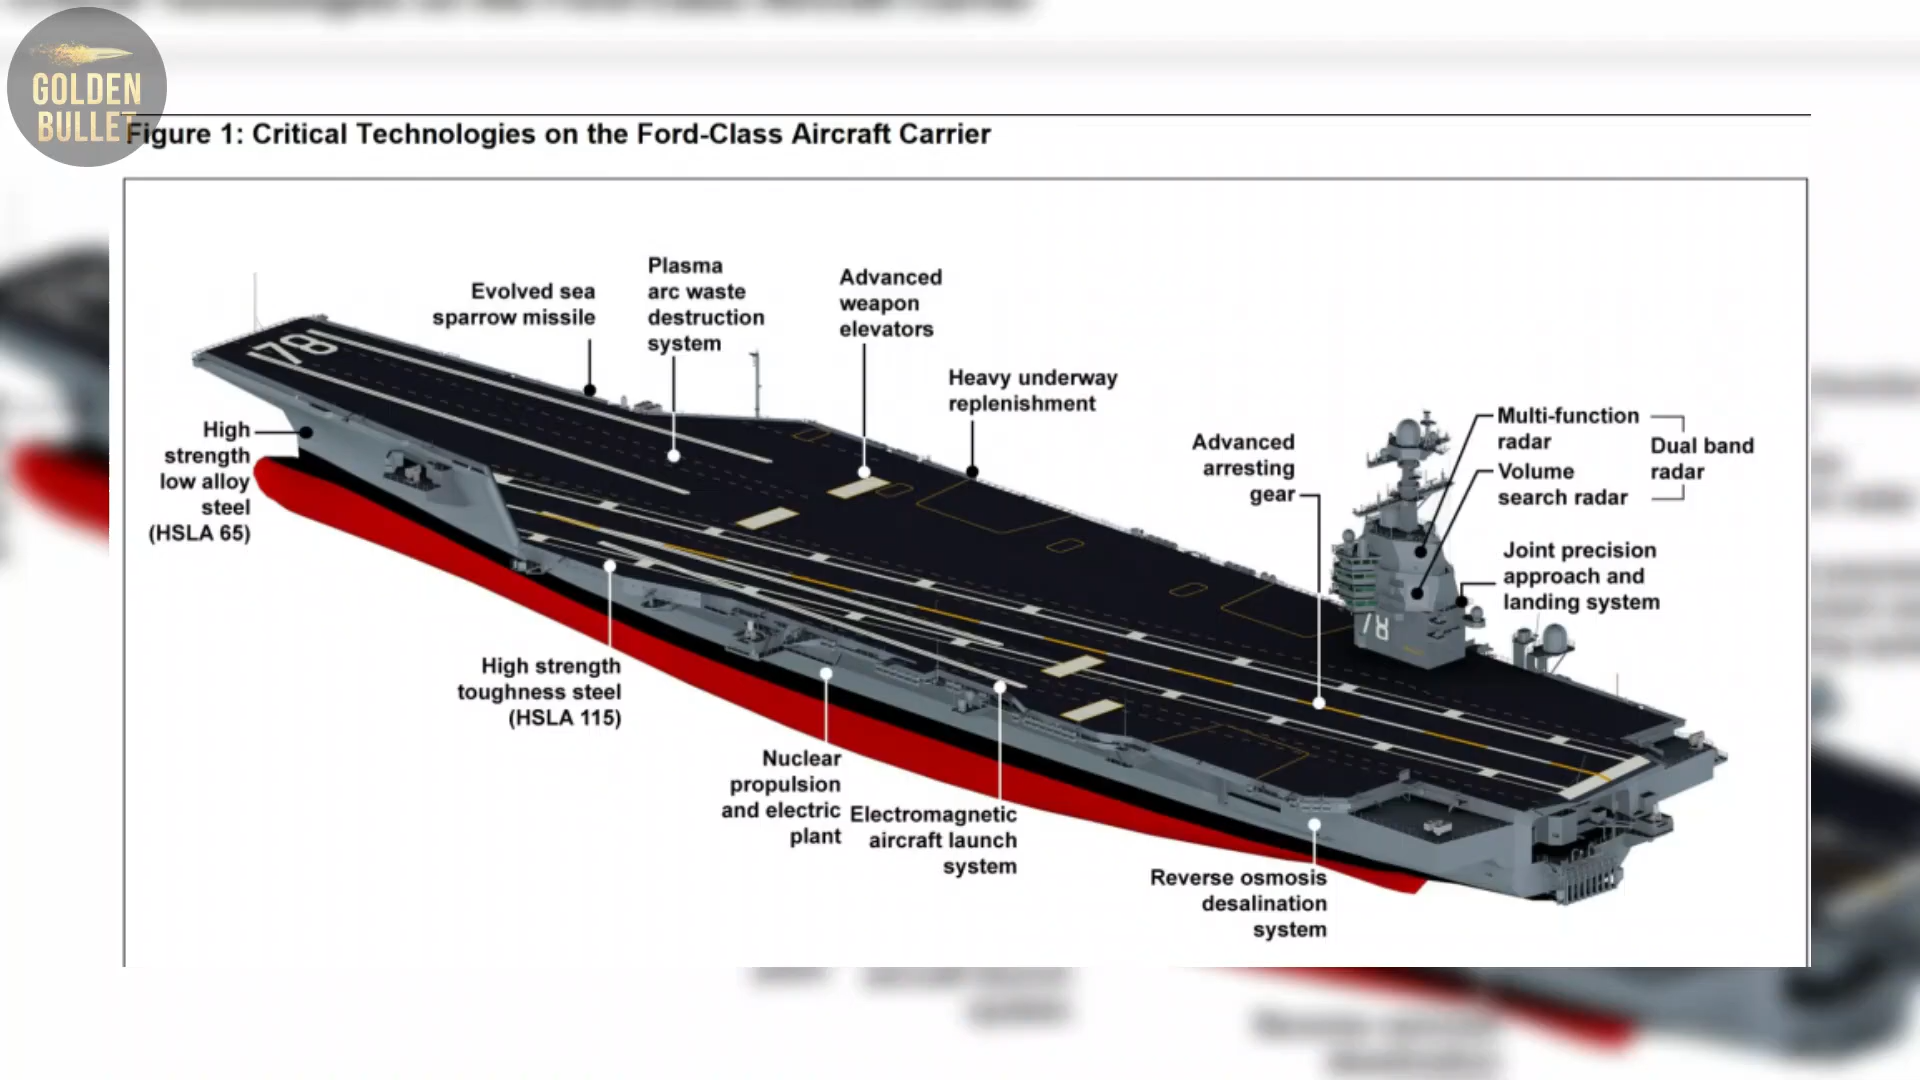 GOLDEN
BULLET
Figure 1: Critical Technologies on the Ford-Class Aircraft Carrier
Evolved sea
sparrow missile
Plasma
arc waste
destruction
system
Advanced
weapon
elevators
Heavy underway
replenishment
Advanced
arresting
gear
Multi-function
radar
Volume
search radar
Dual band
radar
Joint precision
approach and
landing system
High
strength
low alloy
steel
(HSLA 65)
High strength
toughness steel
(HSLA 115)
Nuclear
propulsion
and electric
plant
Electromagnetic
aircraft launch
system
Reverse osmosis
desalination
system
78
78